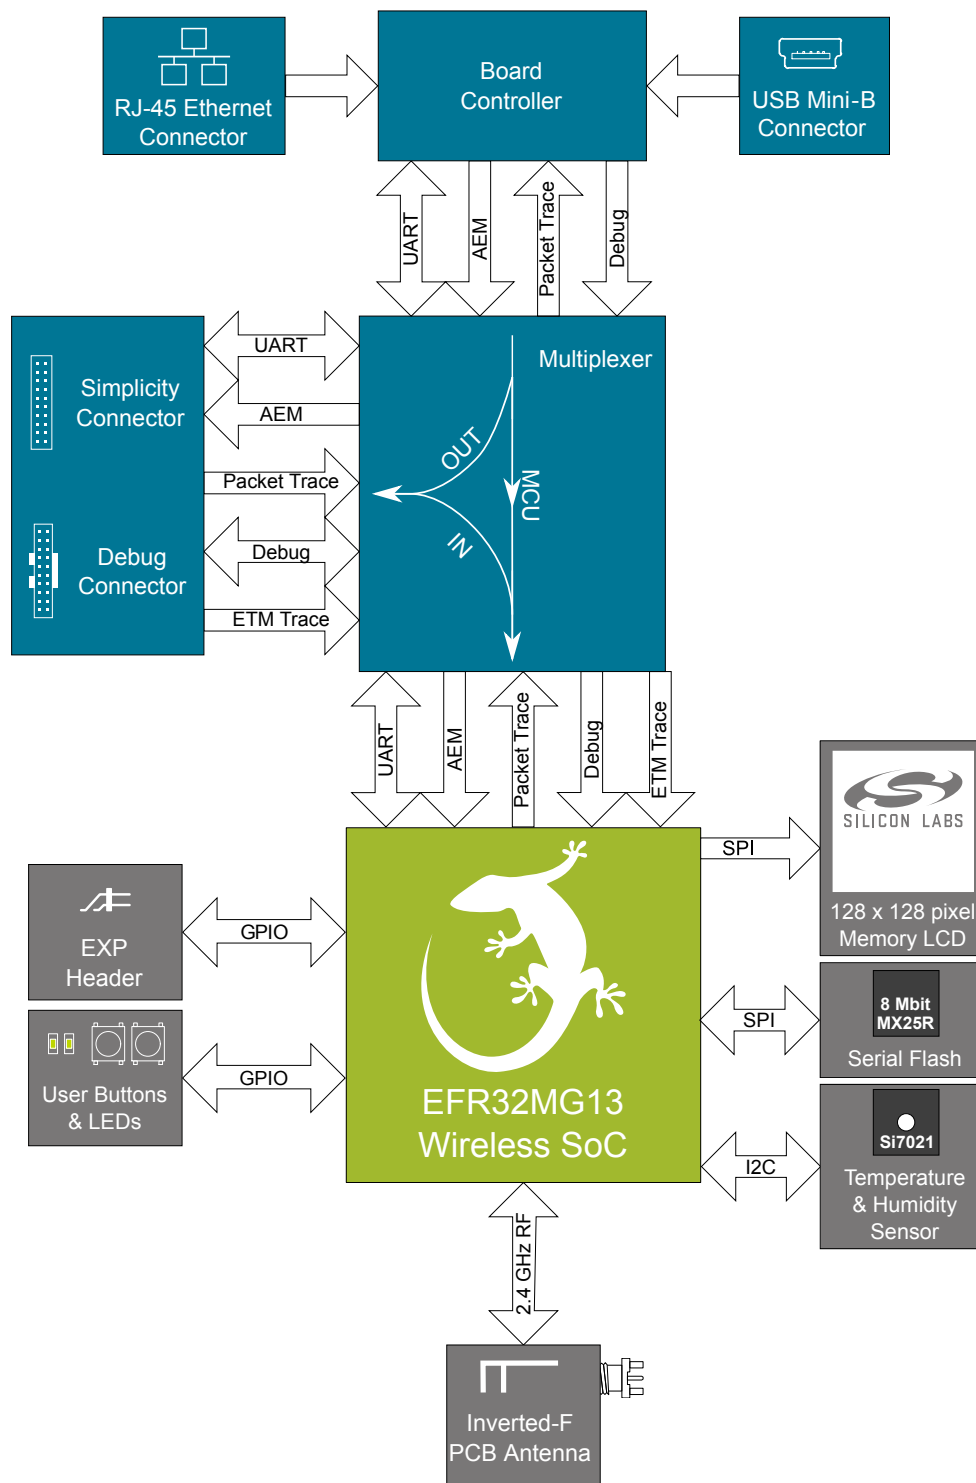 RJ-45 Ethernet
Connector
Board
Controller
USB Mini-B
Connector
UART
AEM
Packet Trace
Debug
Simplicity
Connector
Debug
Connector
UART
AEM
Packet Trace
Debug
ETM Trace
Multiplexer
OUT
MCU
IN
UART
AEM
Packet Trace
Debug
ETM Trace
SPI
SILICON LABS
128 x 128 pixel
Memory LCD
EXP
Header
GPIO
SPI
8 Mbit
MX25R
Serial Flash
User Buttons
& LEDs
GPIO
EFR32MG13
Wireless SoC
I2C
Si7021
Temperature
& Humidity
Sensor
2.4 GHz RF
Inverted-F
PCB Antenna